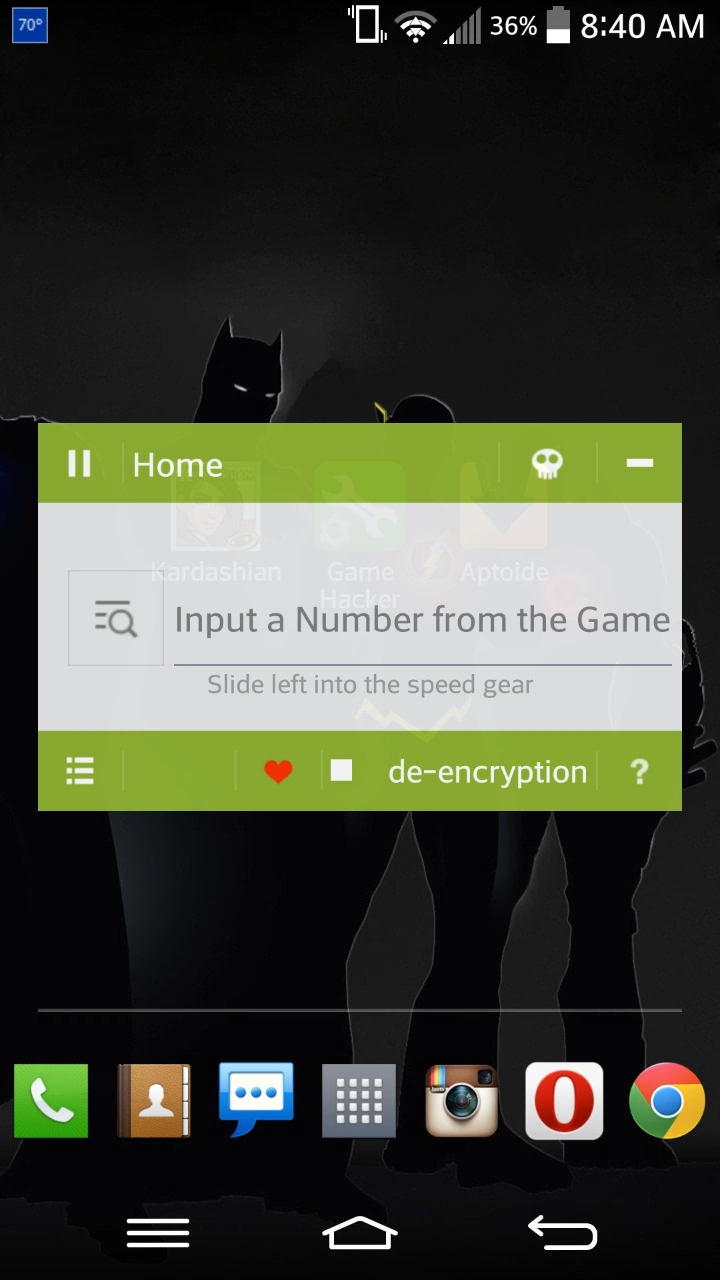 70°
36% 8:40 AM
Home
Kardashian Game Hacker Aptoide
Input a Number from the Game
Slide left into the speed gear
de-encryption ?